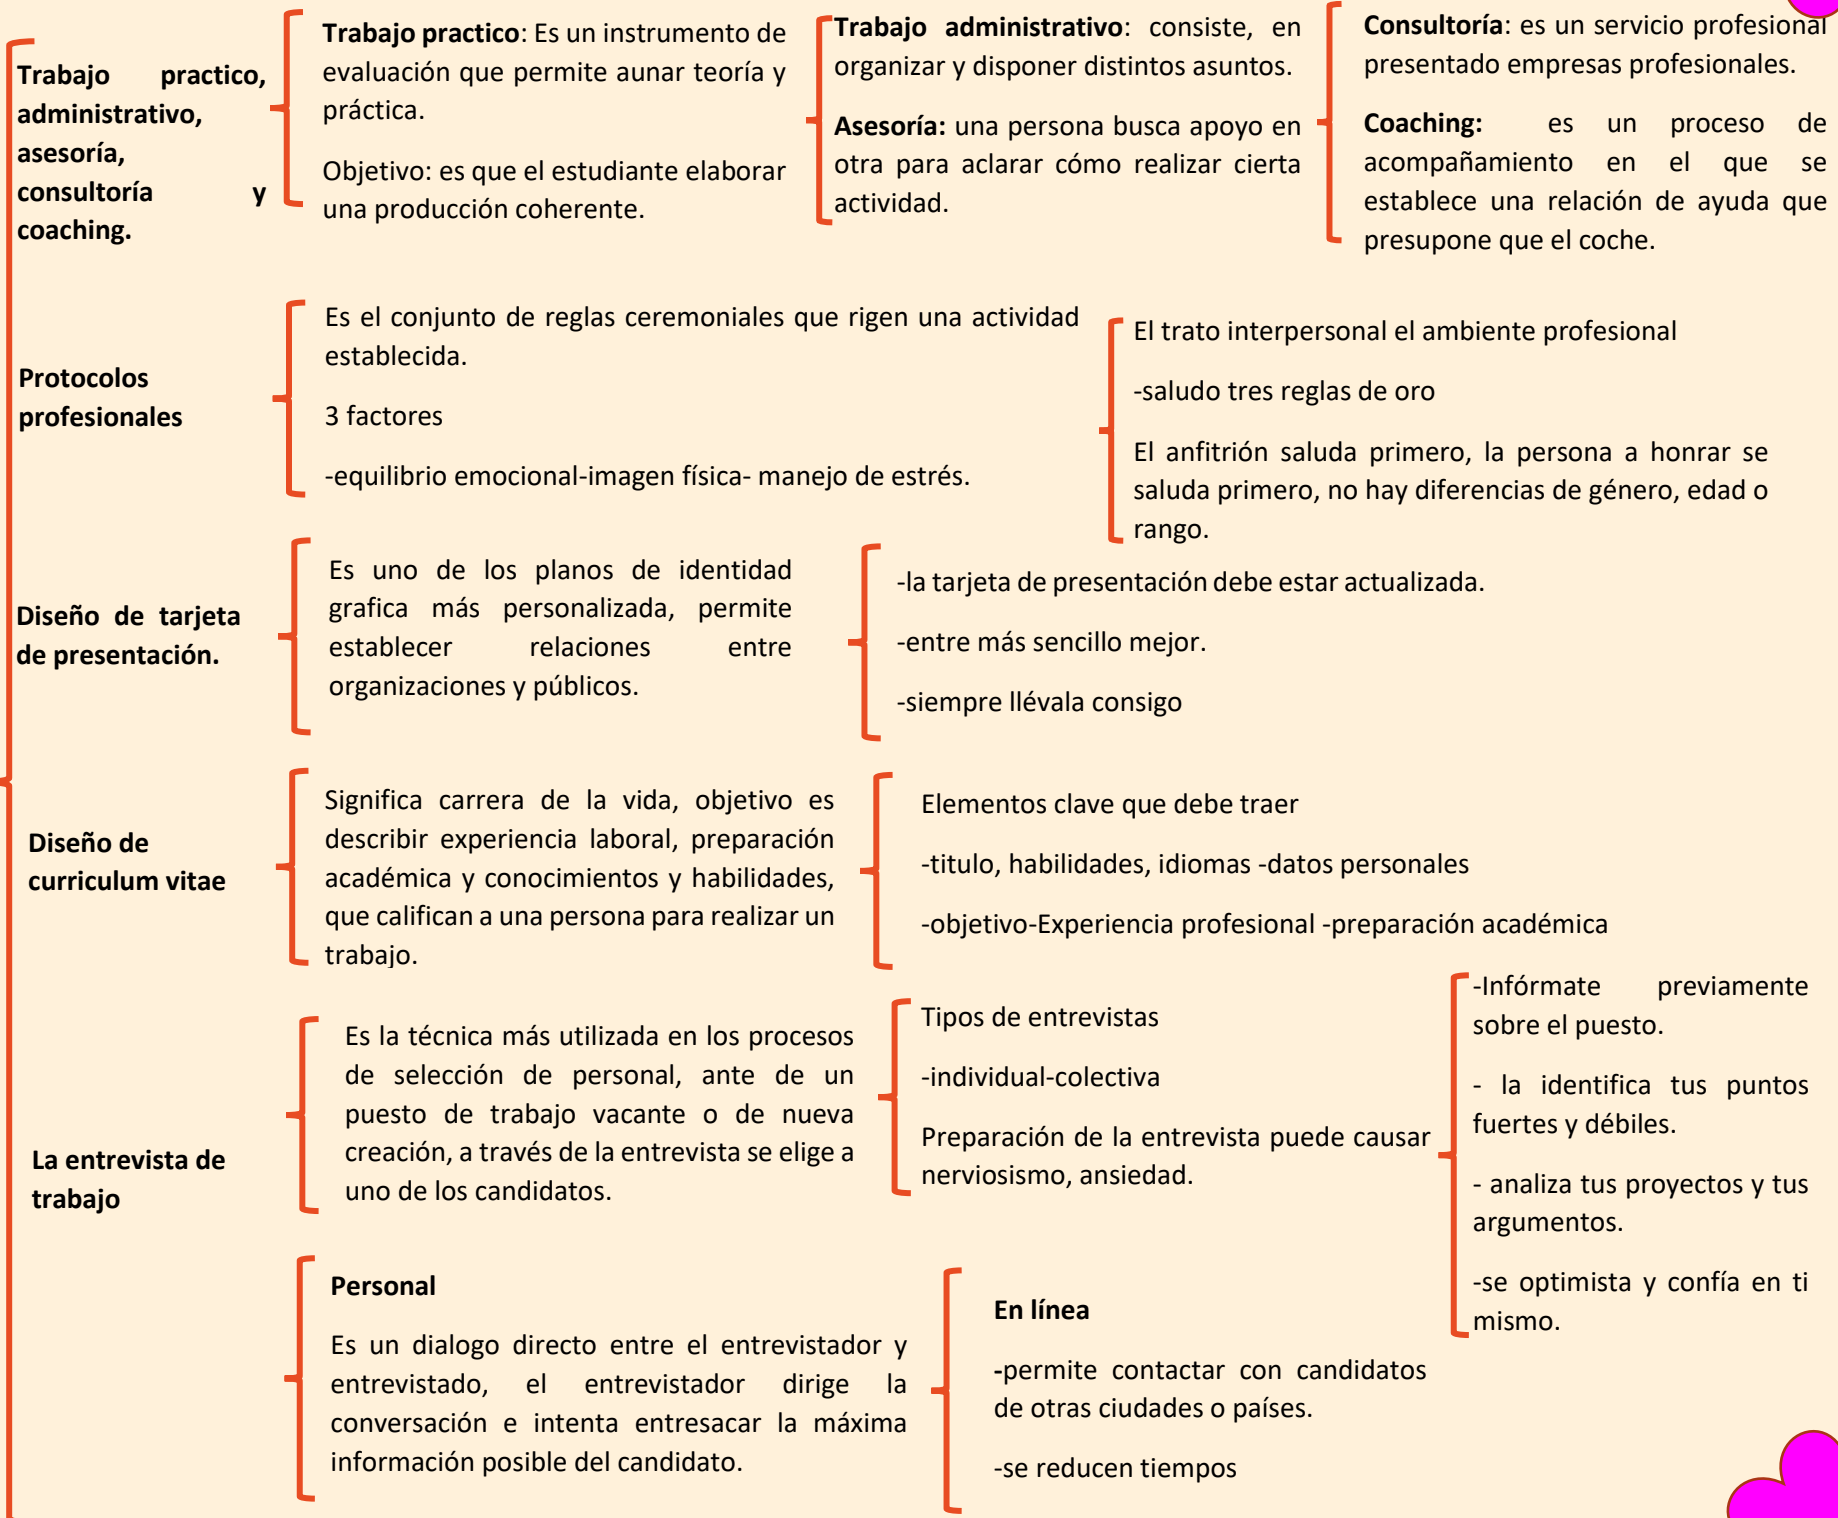 Trabajo practico,
administrativo,
asesoría,
consultoría y
coaching.
Trabajo practico: Es un instrumento de
evaluación que permite aunar teoría y
práctica.
Objetivo: es que el estudiante elaborar
una producción coherente.
Trabajo administrativo: consiste, en
organizar y disponer distintos asuntos.
Asesoría: una persona busca apoyo en
otra para aclarar cómo realizar cierta
actividad.
Consultoría: es un servicio profesional
presentado empresas profesionales.
Coaching: es un proceso de
acompañamiento en el que se
establece una relación de ayuda que
presupone que el coche.
Protocolos
profesionales
Es el conjunto de reglas ceremoniales que rigen una actividad
establecida.
3 factores
-equilibrio emocional-imagen física- manejo de estrés.
El trato interpersonal el ambiente profesional
-saludo tres reglas de oro
El anfitrión saluda primero, la persona a honrar se
saluda primero, no hay diferencias de género, edad o
rango.
Diseño de tarjeta
de presentación.
Es uno de los planos de identidad
grafica más personalizada, permite
establecer relaciones entre
organizaciones y públicos.
-la tarjeta de presentación debe estar actualizada.
-entre más sencillo mejor.
-siempre llévala consigo
Diseño de
curriculum vitae
Significa carrera de la vida, objetivo es
describir experiencia laboral, preparación
académica y conocimientos y habilidades,
que califican a una persona para realizar un
trabajo.
Elementos clave que debe traer
-titulo, habilidades, idiomas -datos personales
-objetivo-Experiencia profesional -preparación académica
La entrevista de
trabajo
Es la técnica más utilizada en los procesos
de selección de personal, ante de un
puesto de trabajo vacante o de nueva
creación, a través de la entrevista se elige a
uno de los candidatos.
Tipos de entrevistas
-individual-colectiva
Preparación de la entrevista puede causar
nerviosismo, ansiedad.
-Infórmate previamente
sobre el puesto.
- la identifica tus puntos
fuertes y débiles.
- analiza tus proyectos y tus
argumentos.
-se optimista y confía en ti
mismo.
Personal
Es un dialogo directo entre el entrevistador y
entrevistado, el entrevistador dirige la
conversación e intenta entresacar la máxima
información posible del candidato.
En línea
-permite contactar con candidatos
de otras ciudades o países.
-se reducen tiempos